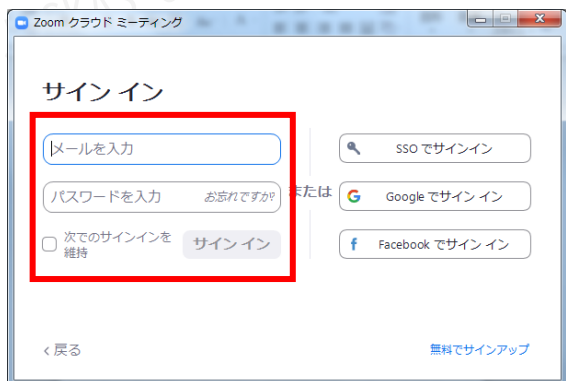 Zoom クラウド ミーティング
サイン イン
メールを入力
パスワードを入力 お忘れですか?
次でのサインインを
維持
サイン イン
または
SSO でサインイン
Google でサイン イン
Facebook でサイン イン
戻る
無料でサインアップ